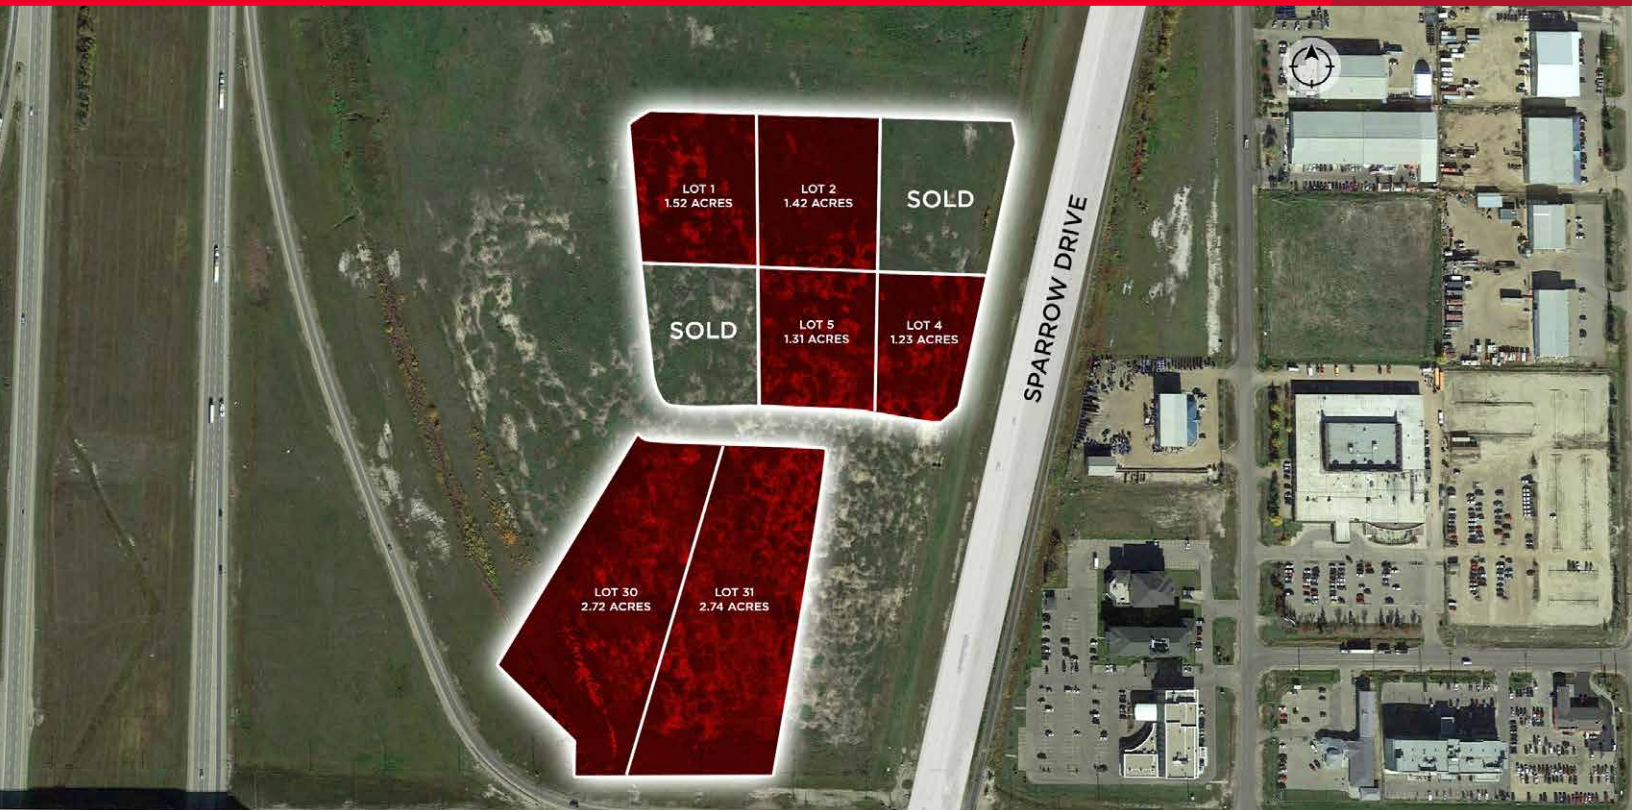 LOT 1
1.52 ACRES
LOT 2
1.42 ACRES
SOLD
SOLD
LOT 5
1.31 ACRES
LOT 4
1.23 ACRES
SPARROW DRIVE
LOT 30
2.72 ACRES
LOT 31
2.74 ACRES